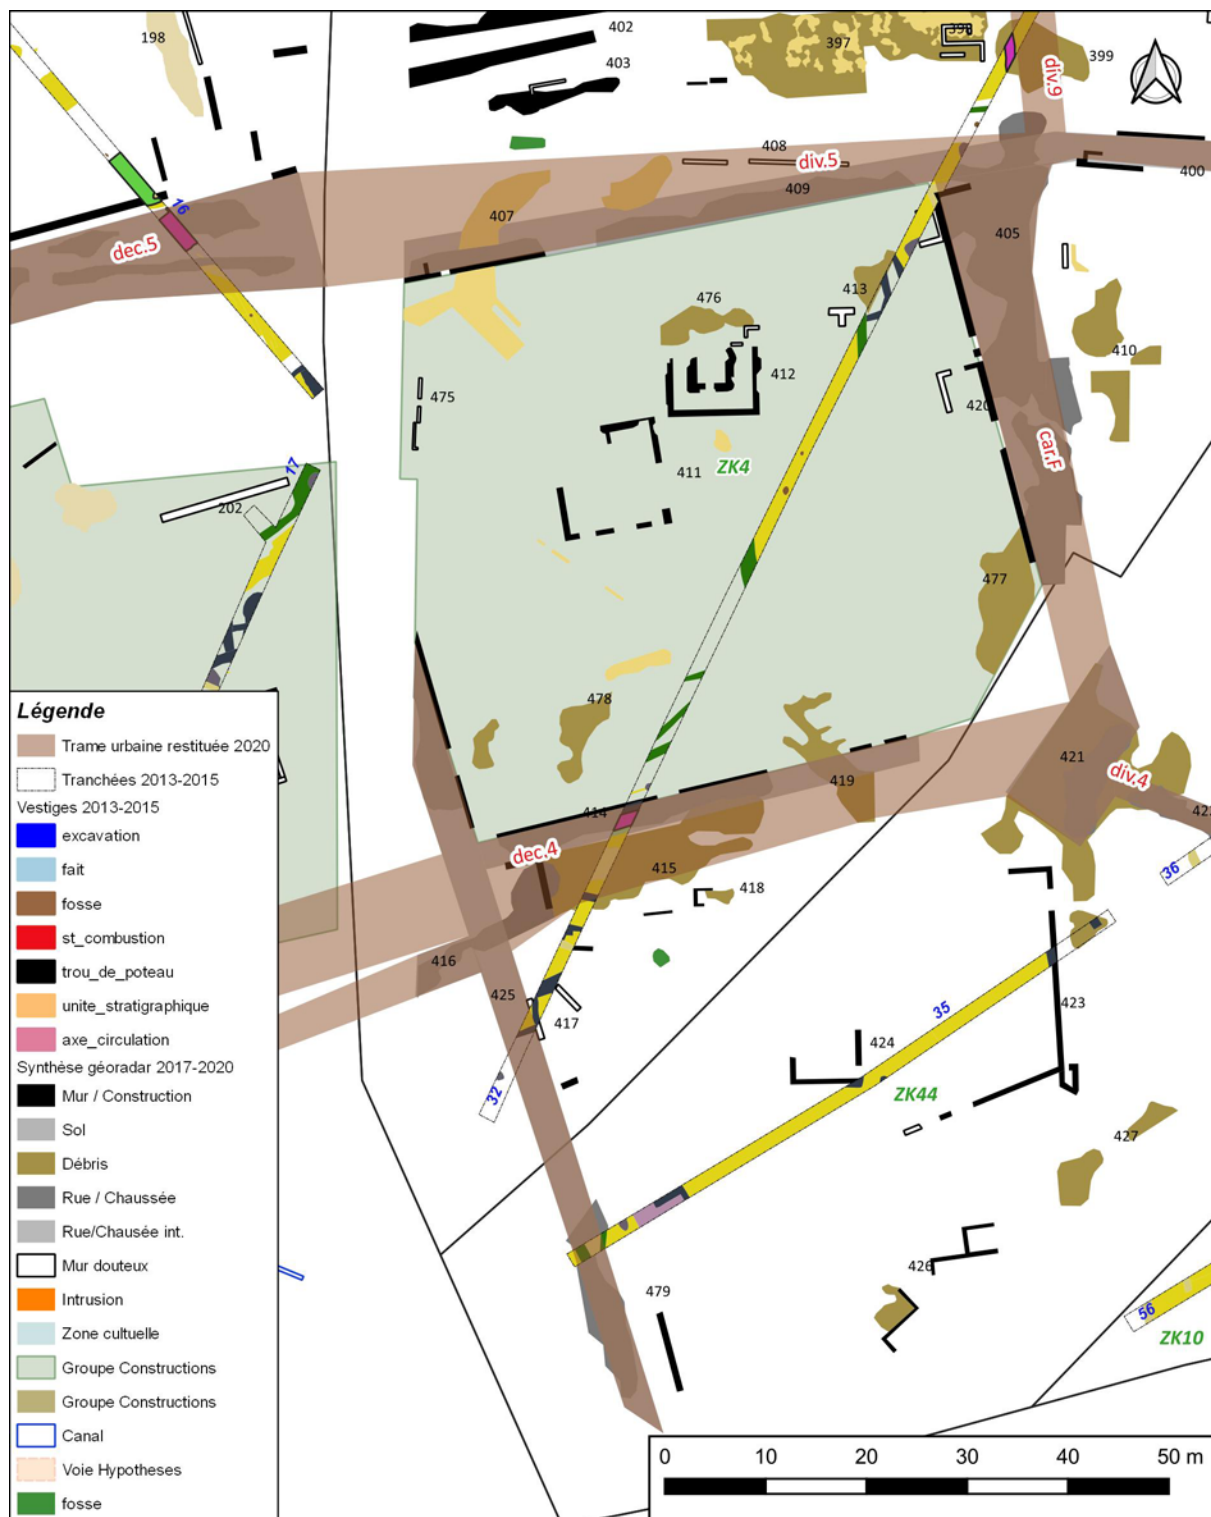 402
198
397
398
399
403
div.9
408
div.5
400
409
16
407
405
dec.5
476
413
410
412
475
420
car.F
411
ZK4
17
202
477
478
421
div.4
419
414
dec.4
415
418
36
416
425
417
423
35
424
32
ZK44
427
426
479
56
ZK10
Légende
Trame urbaine restituée 2020
Tranchées 2013-2015
Vestiges 2013-2015
excavation
fait
fosse
st_combustion
trou_de_poteau
unite_stratigraphique
axe_circulation
Synthèse géoradar 2017-2020
Mur / Construction
Sol
Débris
Rue / Chaussée
Rue/Chausée int.
Mur douteux
Intrusion
Zone cultuelle
Groupe Constructions
Groupe Constructions
Canal
Voie Hypotheses
fosse
0 10 20 30 40 50 m